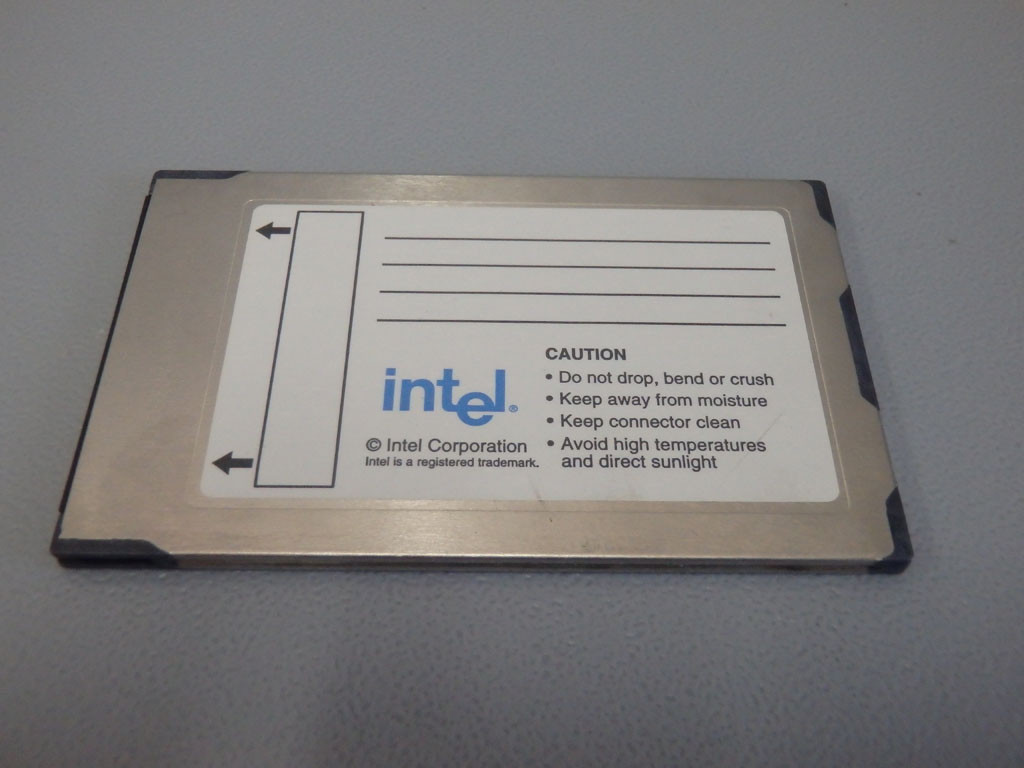 intel®
© Intel Corporation
Intel is a registered trademark.
CAUTION
• Do not drop, bend or crush
• Keep away from moisture
• Keep connector clean
• Avoid high temperatures
and direct sunlight